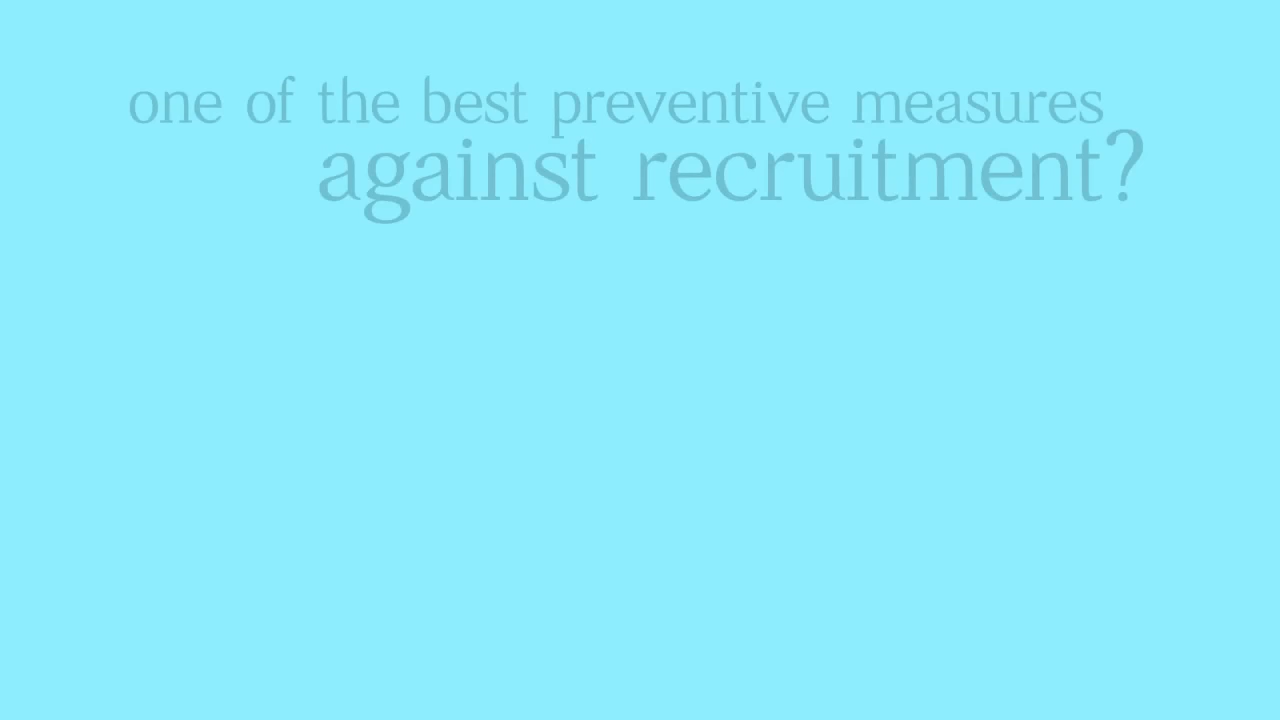 one of the best preventive measures
against recruitment?